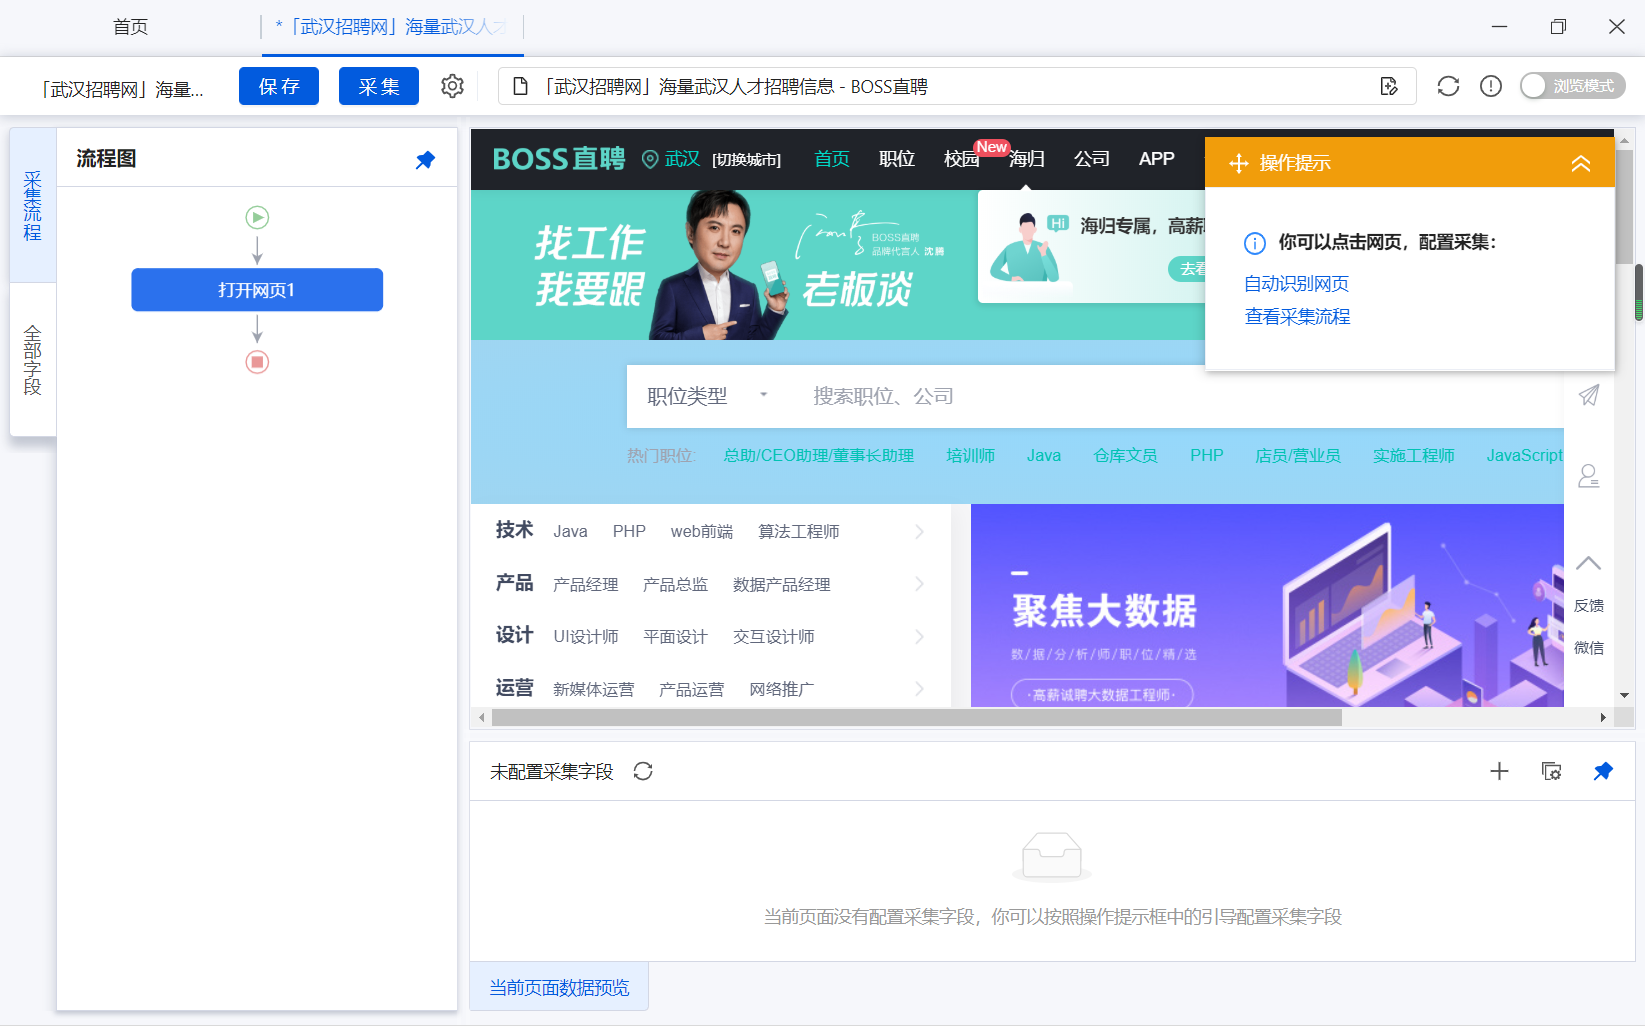 首页
*「武汉招聘网」海量武汉人才
「武汉招聘网」海量...
保存
采集
「武汉招聘网」海量武汉人才招聘信息 - BOSS直聘
浏览模式
采集流程
全部字段
流程图
打开网页1
BOSS直聘
武汉
[切换城市]
首页
职位
校园
New
海归
公司
APP
操作提示
你可以点击网页，配置采集：
自动识别网页
查看采集流程
找工作
我要跟
BOSS直聘
品牌代言人 沈腾
老板谈
Hi
海归专属，高薪
去看
职位类型
搜索职位、公司
热门职位:
总助/CEO助理/董事长助理
培训师
Java
仓库文员
PHP
店员/营业员
实施工程师
JavaScript
技术
Java
PHP
web前端
算法工程师
产品
产品经理
产品总监
数据产品经理
设计
UI设计师
平面设计
交互设计师
运营
新媒体运营
产品运营
网络推广
聚焦大数据
数/据/分/析/师/职/位/精/选
·高薪诚聘大数据工程师·
反馈
微信
未配置采集字段
当前页面没有配置采集字段，你可以按照操作提示框中的引导配置采集字段
当前页面数据预览